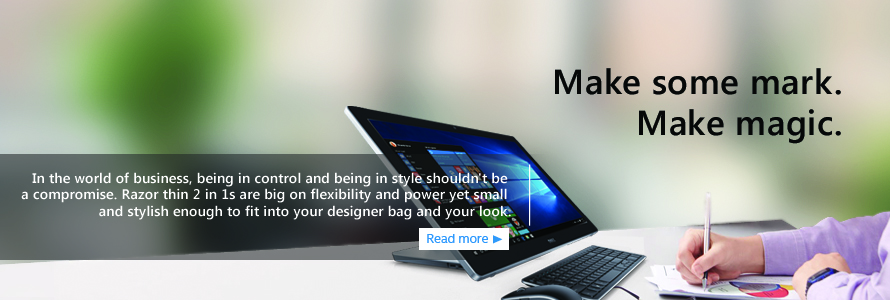 Make some mark.
Make magic.
In the world of business, being in control and being in style shouldn't be
a compromise. Razor thin 2 in 1s are big on flexibility and power yet small
and stylish enough to fit into your designer bag and your look.
Read more